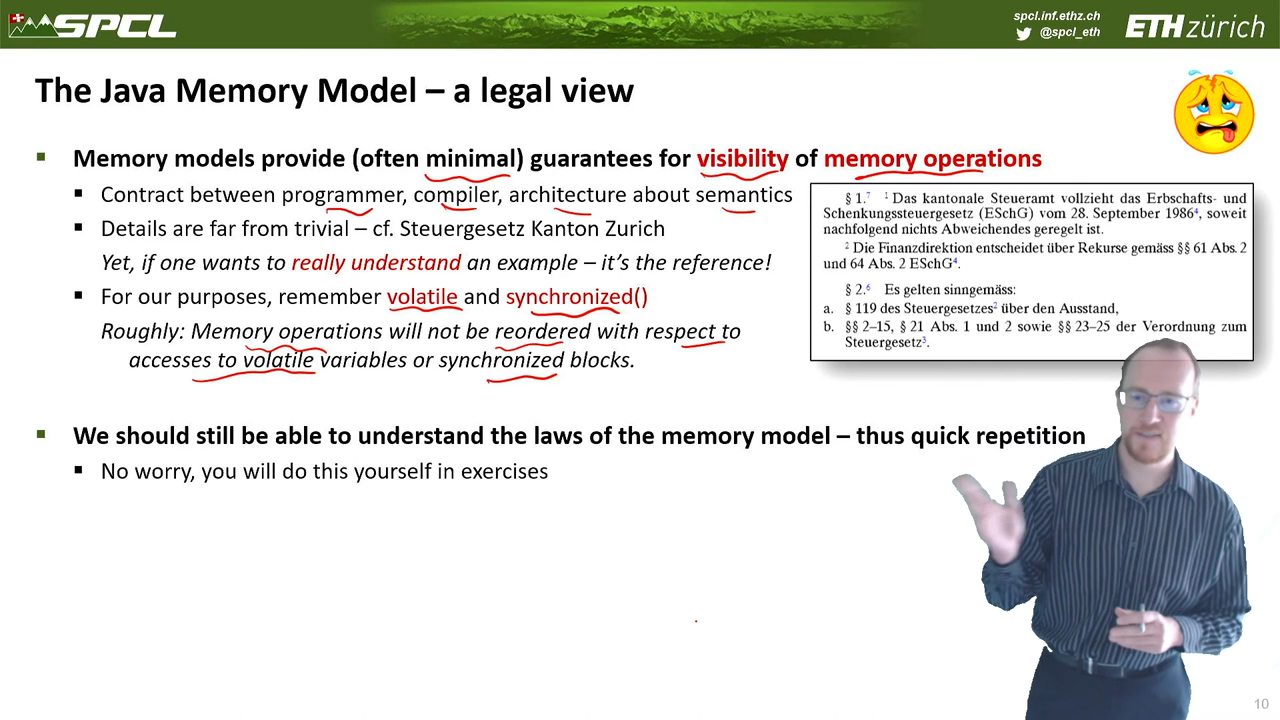 SPCL
spcl.inf.ethz.ch
@spcl_eth
ETHzürich
The Java Memory Model – a legal view
Memory models provide (often minimal) guarantees for visibility of memory operations
Contract between programmer, compiler, architecture about semantics
Details are far from trivial – cf. Steuergesetz Kanton Zurich
Yet, if one wants to really understand an example – it's the reference!
For our purposes, remember volatile and synchronized()
Roughly: Memory operations will not be reordered with respect to
accesses to volatile variables or synchronized blocks.
§ 1.⁷ ¹ Das kantonale Steueramt vollzieht das Erbschafts- und
Schenkungssteuergesetz (ESchG) vom 28. September 1986⁴, soweit
nachfolgend nichts Abweichendes geregelt ist.
² Die Finanzdirektion entscheidet über Rekurse gemäss §§ 61 Abs. 2
und 64 Abs. 2 ESchG⁴.
§ 2.⁶ Es gelten sinngemäss:
a. § 119 des Steuergesetzes² über den Ausstand,
b. §§ 2–15, § 21 Abs. 1 und 2 sowie §§ 23–25 der Verordnung zum
Steuergesetz³.
We should still be able to understand the laws of the memory model – thus quick repetition
No worry, you will do this yourself in exercises
10